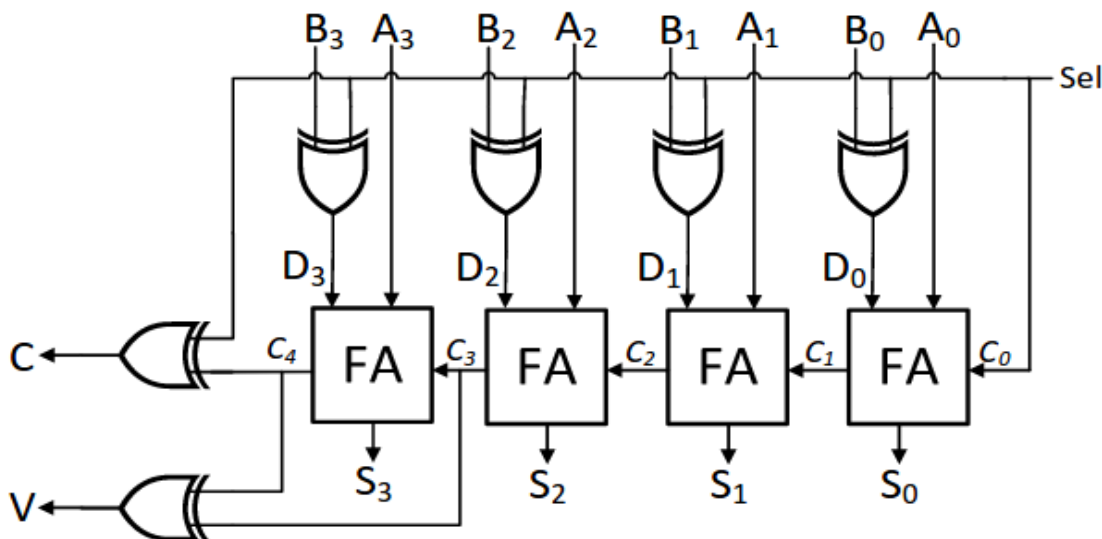 B₃ A₃ B₂ A₂ B₁ A₁ B₀ A₀
Sel
D₃ D₂ D₁ D₀
C C₄ FA C₃ FA C₂ FA C₁ FA C₀
S₃ S₂ S₁ S₀
V